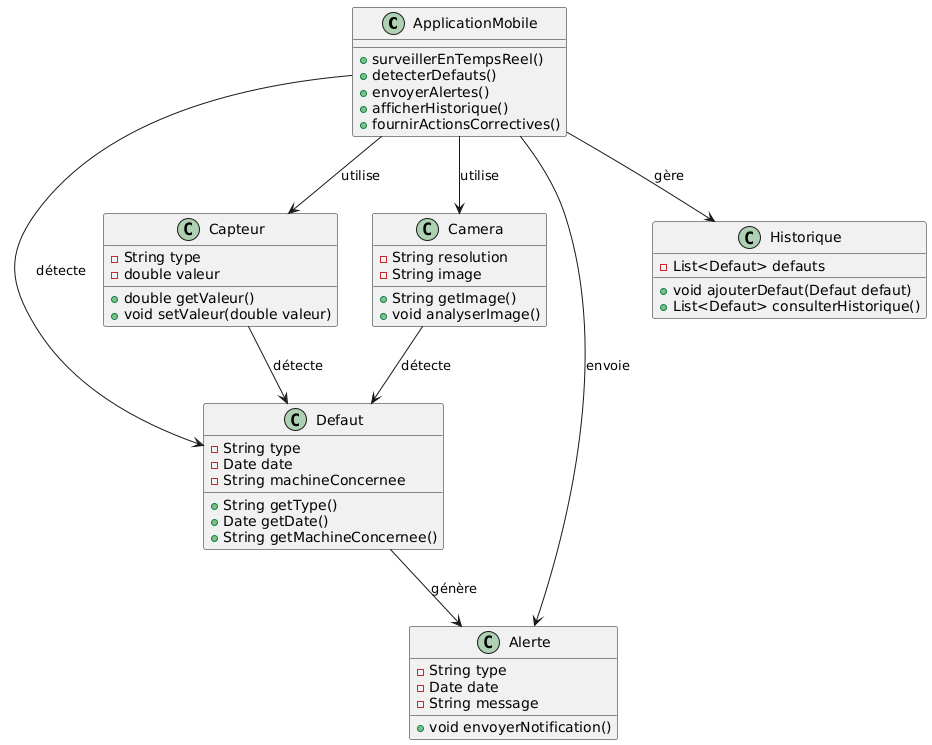 C ApplicationMobile
surveillerEnTempsReel()
detecterDefauts()
envoyerAlertes()
afficherHistorique()
fournirActionsCorrectives()
utilise
utilise
gère
détecte
C Capteur
String type
double valeur
double getValeur()
void setValeur(double valeur)
C Camera
String resolution
String image
String getImage()
void analyserImage()
C Historique
List<Defaut> defauts
void ajouterDefaut(Defaut defaut)
List<Defaut> consulterHistorique()
détecte
détecte
envoie
C Defaut
String type
Date date
String machineConcernee
String getType()
Date getDate()
String getMachineConcernee()
génère
C Alerte
String type
Date date
String message
void envoyerNotification()